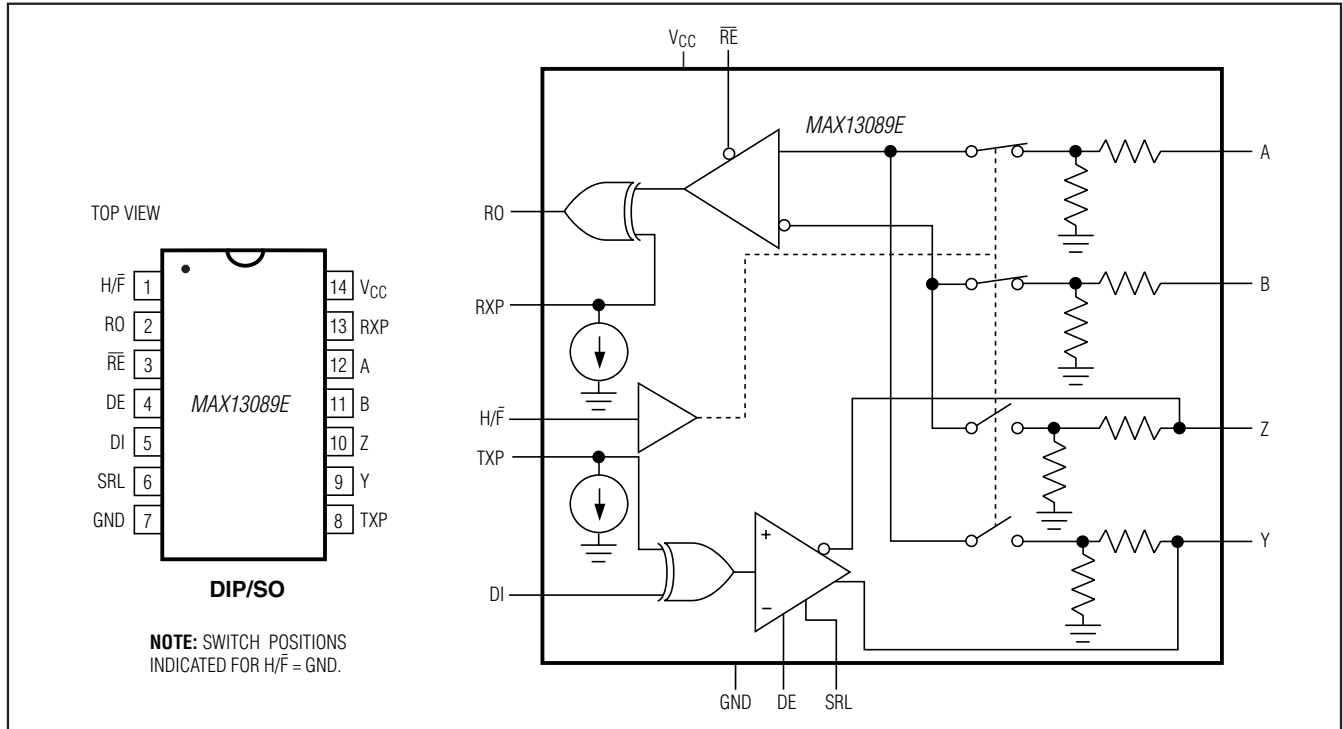 TOP VIEW
H/F̅ 1
RO 2
R̅E̅ 3
DE 4
DI 5
SRL 6
GND 7
MAX13089E
14 VCC
13 RXP
12 A
11 B
10 Z
9 Y
8 TXP
DIP/SO
NOTE: SWITCH POSITIONS
INDICATED FOR H/F̅ = GND.
VCC R̅E̅
MAX13089E
A
RO
B
RXP
H/F̅
Z
TXP
+
Y
DI
−
GND DE SRL